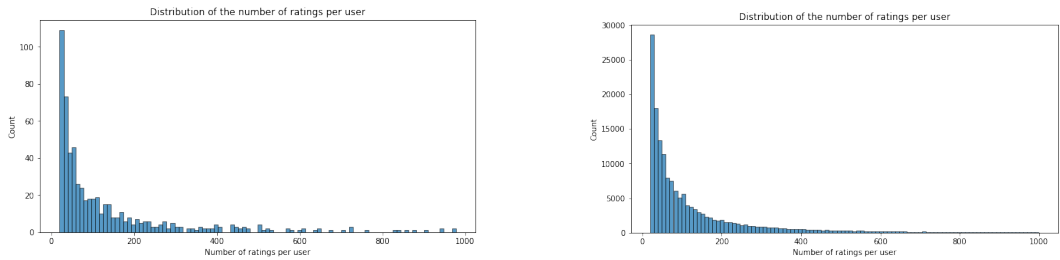 Distribution of the number of ratings per user
100
80
60
40
20
0
Count
0 200 400 600 800 1000
Number of ratings per user
Distribution of the number of ratings per user
30000
25000
20000
15000
10000
5000
0
Count
0 200 400 600 800 1000
Number of ratings per user